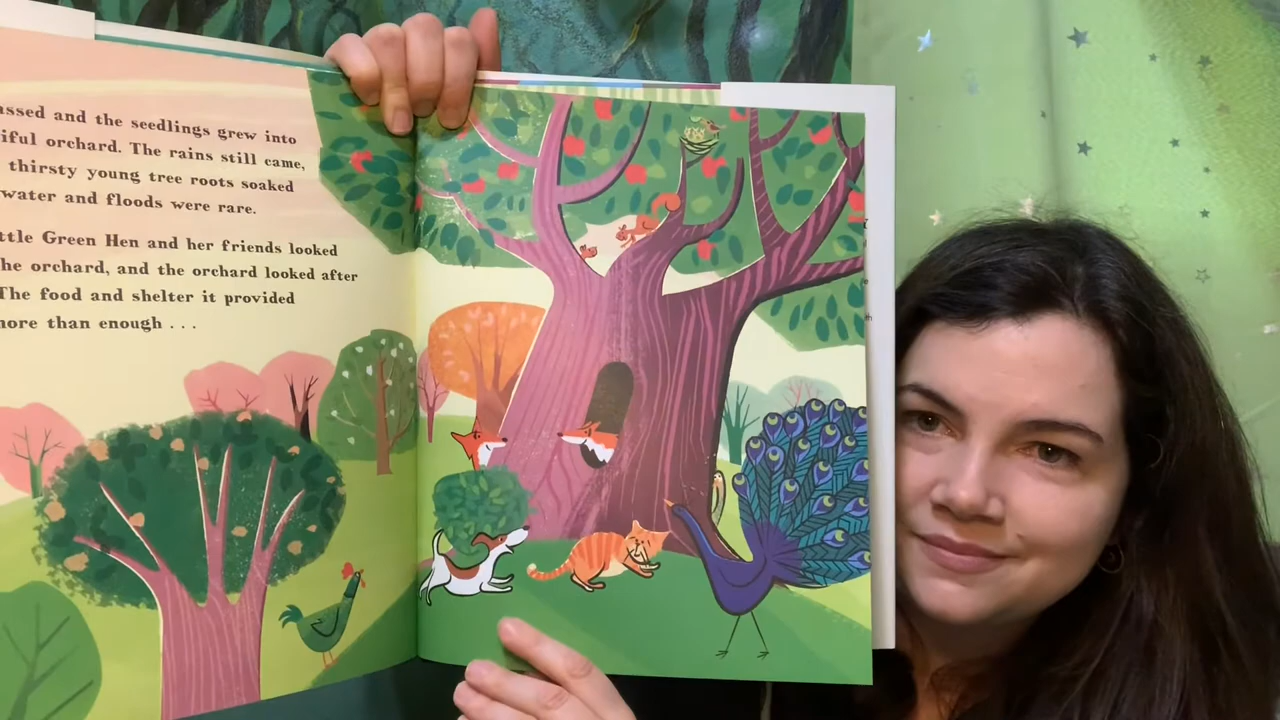 assed and the seedlings grew into
iful orchard. The rains still came,
thirsty young tree roots soaked
water and floods were rare.
ttle Green Hen and her friends looked
he orchard, and the orchard looked after
The food and shelter it provided
nore than enough . . .